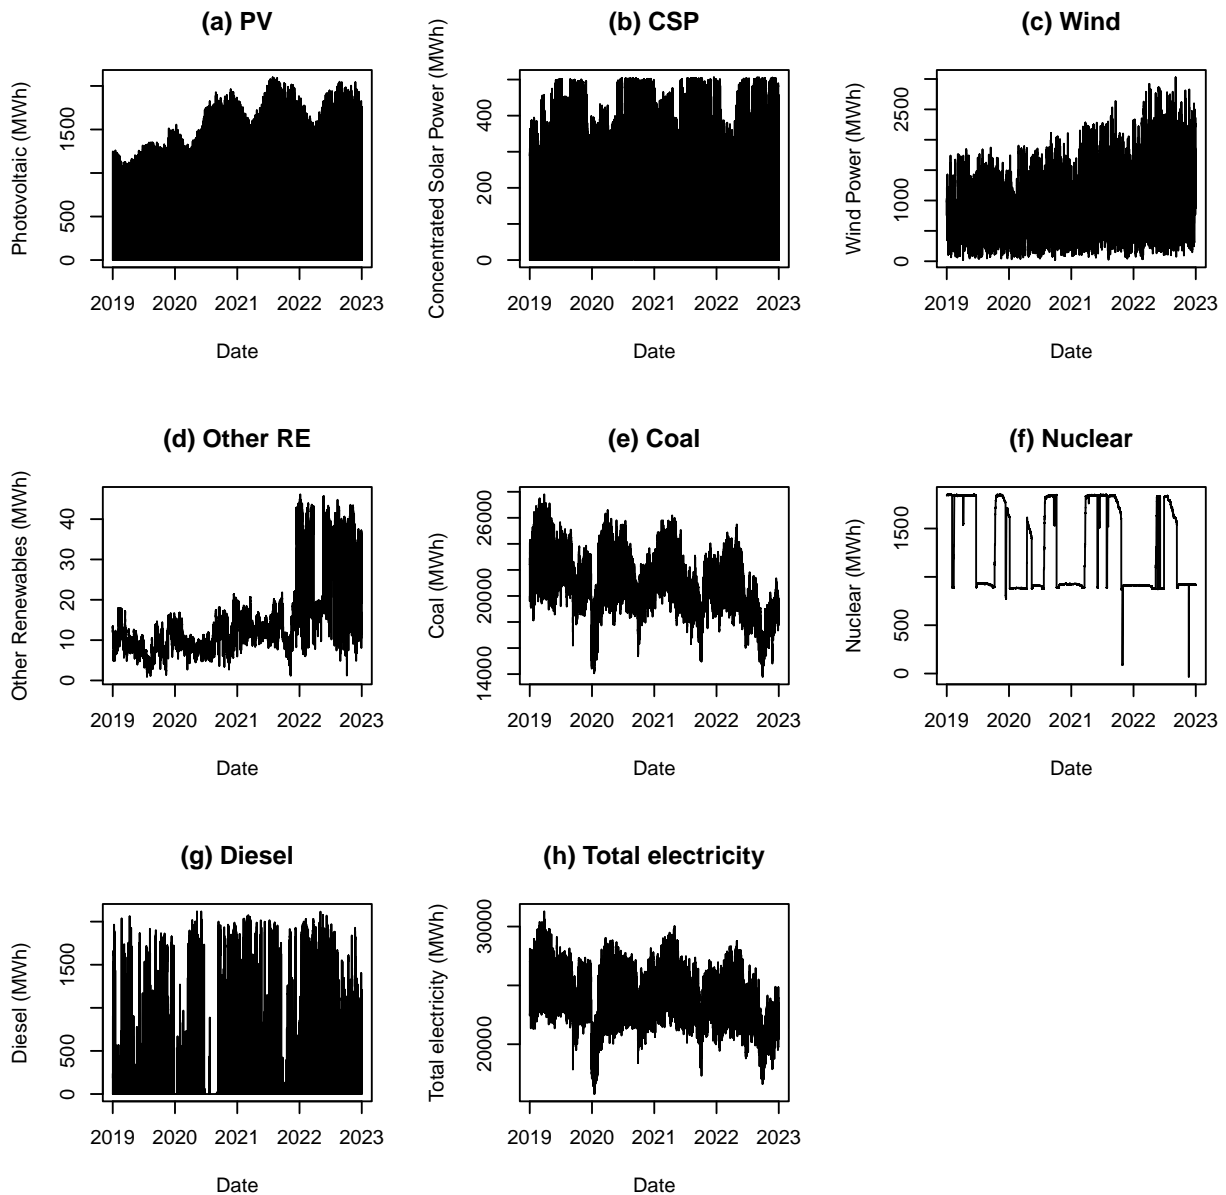 (a) PV
Photovoltaic (MWh)
1500
500
0
2019 2020 2021 2022 2023
Date
(b) CSP
Concentrated Solar Power (MWh)
400
200
0
2019 2020 2021 2022 2023
Date
(c) Wind
Wind Power (MWh)
2500
1000
0
2019 2020 2021 2022 2023
Date
(d) Other RE
Other Renewables (MWh)
40
30
20
10
0
2019 2020 2021 2022 2023
Date
(e) Coal
Coal (MWh)
26000
20000
14000
2019 2020 2021 2022 2023
Date
(f) Nuclear
Nuclear (MWh)
1500
500
0
2019 2020 2021 2022 2023
Date
(g) Diesel
Diesel (MWh)
1500
500
0
2019 2020 2021 2022 2023
Date
(h) Total electricity
Total electricity (MWh)
30000
20000
2019 2020 2021 2022 2023
Date